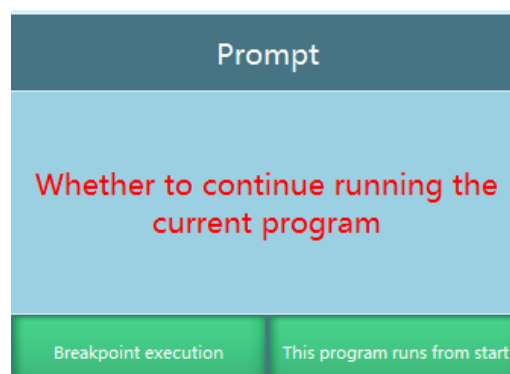 Prompt
Whether to continue running the
current program
Breakpoint execution
This program runs from start